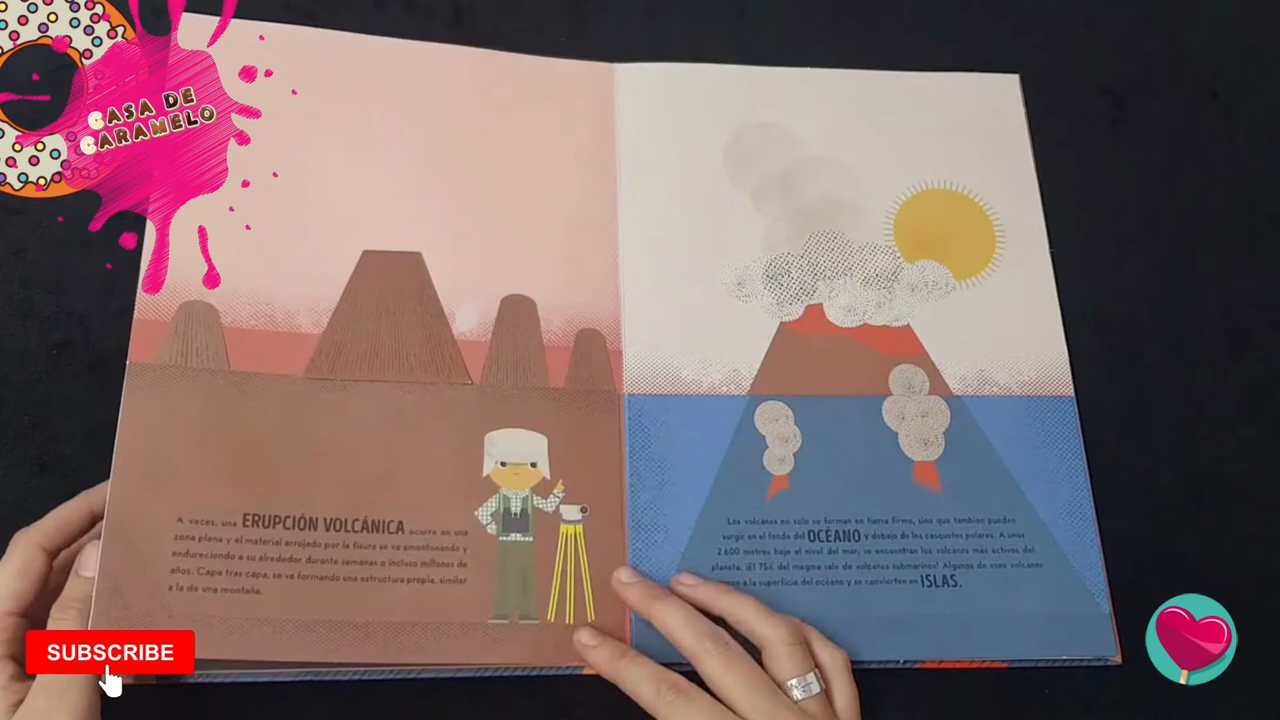 CASA DE
CARAMELO
A veces, una ERUPCIÓN VOLCÁNICA ocurre en una
zona plana y el material arrojado por la fisura se va amontonando y
endureciendo a su alrededor durante semanas o incluso millones de
años. Capa tras capa, se va formando una estructura propia, similar
a la de una montaña.
Los volcanes no solo se forman en tierra firme, sino que también pueden
surgir en el fondo del OCÉANO y debajo de los casquetes polares. A unos
2.600 metros bajo el nivel del mar, se encuentran los volcanes más activos del
planeta. ¡El 75% del magma sale de volcanes submarinos! Algunos de esos volcanes
a la superficie del océano y se convierten en ISLAS.
SUBSCRIBE